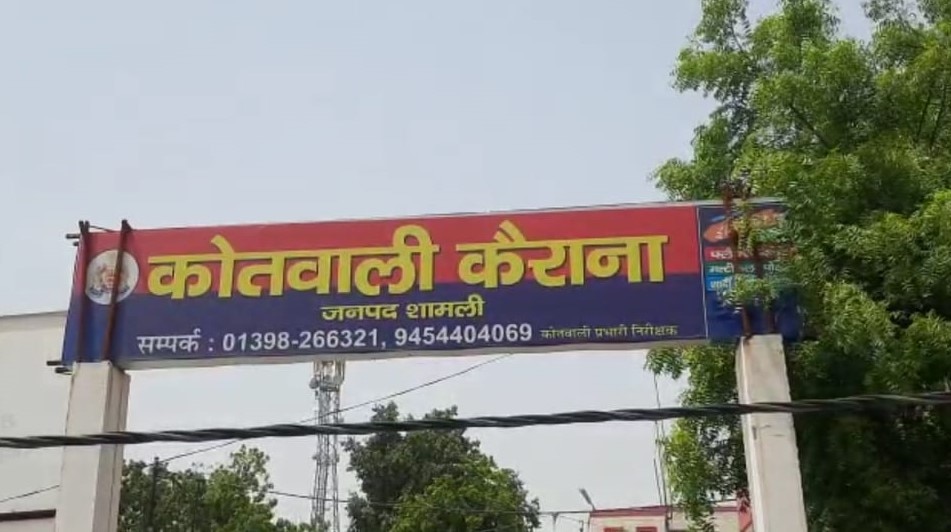 कोतवाली कैराना
जनपद शामली
सम्पर्क : 01398-266321, 9454404069 कोतवाली प्रभारी निरीक्षक